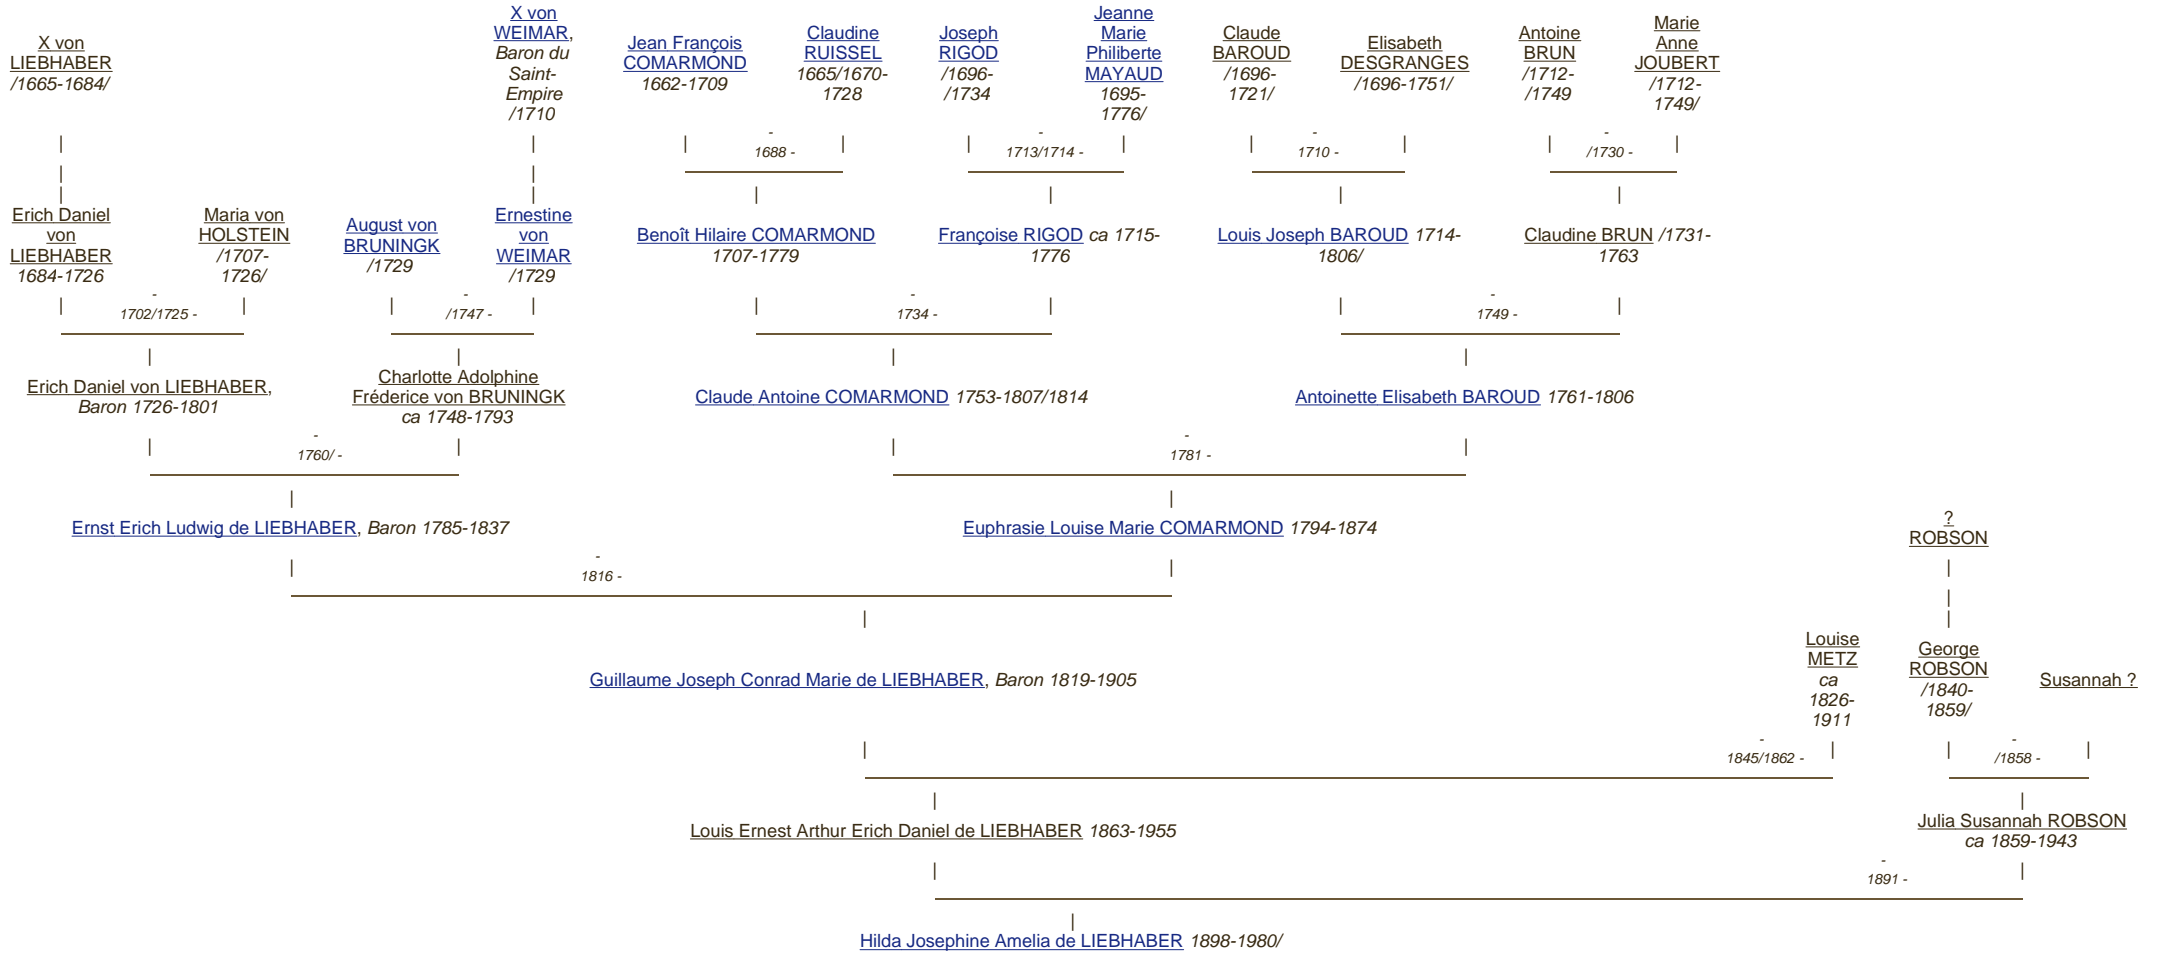 X von
LIEBHABER
/1665-1684/
X von
WEIMAR,
Baron du
Saint-
Empire
/1710
Jean François
COMARMOND
1662-1709
Claudine
RUISSEL
1665/1670-
1728
Joseph
RIGOD
/1696-
/1734
Jeanne
Marie
Philiberte
MAYAUD
1695-
1776/
Claude
BAROUD
/1696-
1721/
Elisabeth
DESGRANGES
/1696-1751/
Antoine
BRUN
/1712-
/1749
Marie
Anne
JOUBERT
/1712-
1749/
-
1688 -
-
1713/1714 -
-
1710 -
-
/1730 -
Erich Daniel
von
LIEBHABER
1684-1726
Maria von
HOLSTEIN
/1707-
1726/
August von
BRUNINGK
/1729
Ernestine
von
WEIMAR
/1729
Benoît Hilaire COMARMOND
1707-1779
Françoise RIGOD ca 1715-
1776
Louis Joseph BAROUD 1714-
1806/
Claudine BRUN /1731-
1763
-
1702/1725 -
-
/1747 -
-
1734 -
-
1749 -
Erich Daniel von LIEBHABER,
Baron 1726-1801
Charlotte Adolphine
Fréderice von BRUNINGK
ca 1748-1793
Claude Antoine COMARMOND 1753-1807/1814
Antoinette Elisabeth BAROUD 1761-1806
-
1760/ -
-
1781 -
Ernst Erich Ludwig de LIEBHABER, Baron 1785-1837
Euphrasie Louise Marie COMARMOND 1794-1874
?
ROBSON
-
1816 -
Guillaume Joseph Conrad Marie de LIEBHABER, Baron 1819-1905
Louise
METZ
ca
1826-
1911
George
ROBSON
/1840-
1859/
Susannah ?
-
1845/1862 -
-
/1858 -
Louis Ernest Arthur Erich Daniel de LIEBHABER 1863-1955
Julia Susannah ROBSON
ca 1859-1943
-
1891 -
Hilda Josephine Amelia de LIEBHABER 1898-1980/